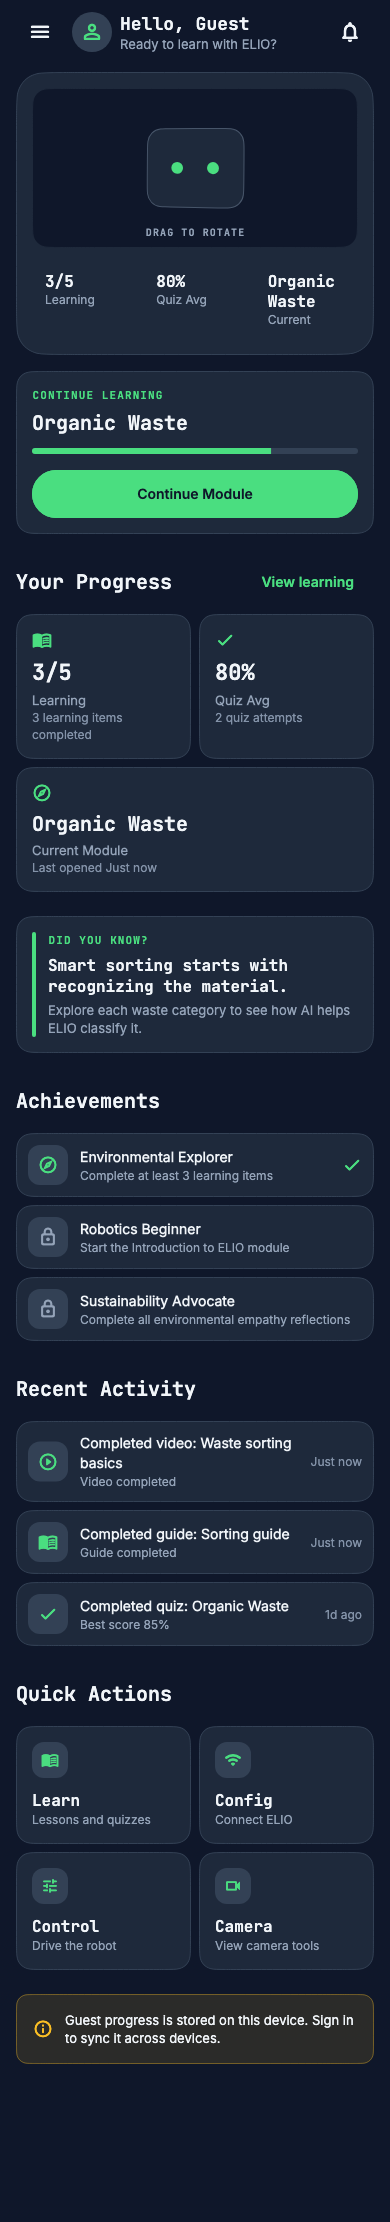 Hello, Guest
Ready to learn with ELIO?
DRAG TO ROTATE
3/5
Learning
80%
Quiz Avg
Organic
Waste
Current
CONTINUE LEARNING
Organic Waste
Continue Module
Your Progress
View learning
3/5
Learning
3 learning items
completed
80%
Quiz Avg
2 quiz attempts
Organic Waste
Current Module
Last opened Just now
DID YOU KNOW?
Smart sorting starts with
recognizing the material.
Explore each waste category to see how AI helps
ELIO classify it.
Achievements
Environmental Explorer
Complete at least 3 learning items
Robotics Beginner
Start the Introduction to ELIO module
Sustainability Advocate
Complete all environmental empathy reflections
Recent Activity
Completed video: Waste sorting
basics
Video completed
Just now
Completed guide: Sorting guide
Guide completed
Just now
Completed quiz: Organic Waste
Best score 85%
1d ago
Quick Actions
Learn
Lessons and quizzes
Config
Connect ELIO
Control
Drive the robot
Camera
View camera tools
Guest progress is stored on this device. Sign in
to sync it across devices.